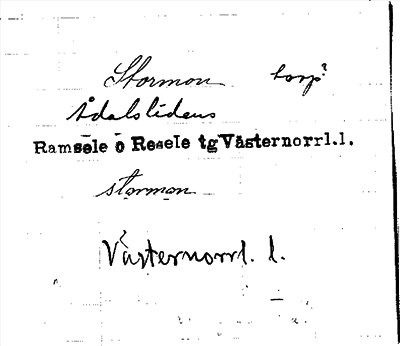 Stormon torp?
Ådalslidens
Ramsele o Resele tg Västernorrl.l.
stormon
Västernorrl. l.